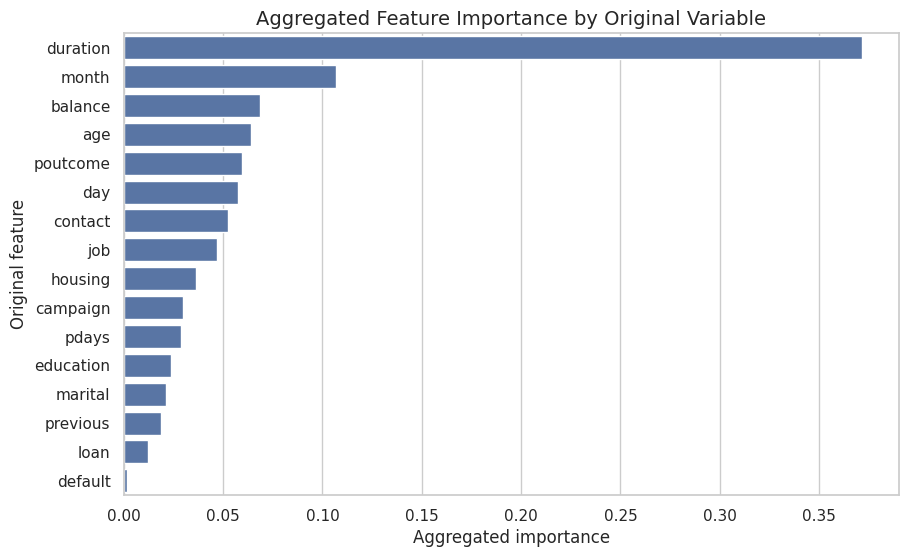 Aggregated Feature Importance by Original Variable
Original feature
duration
month
balance
age
poutcome
day
contact
job
housing
campaign
pdays
education
marital
previous
loan
default
0.00 0.05 0.10 0.15 0.20 0.25 0.30 0.35
Aggregated importance